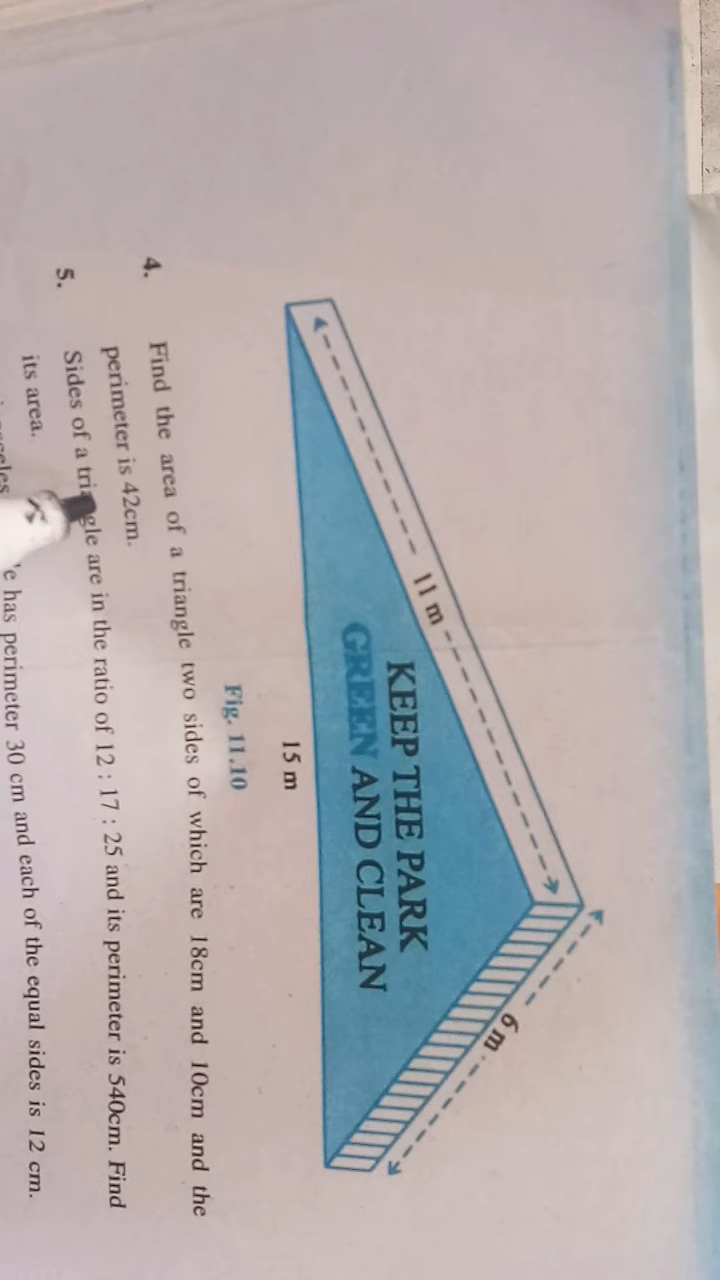 11 m
6 m
KEEP THE PARK
GREEN AND CLEAN
15 m
Fig. 11.10
4. Find the area of a triangle two sides of which are 18cm and 10cm and the
perimeter is 42cm.
5. Sides of a triangle are in the ratio of 12 : 17 : 25 and its perimeter is 540cm. Find
its area.
has perimeter 30 cm and each of the equal sides is 12 cm.